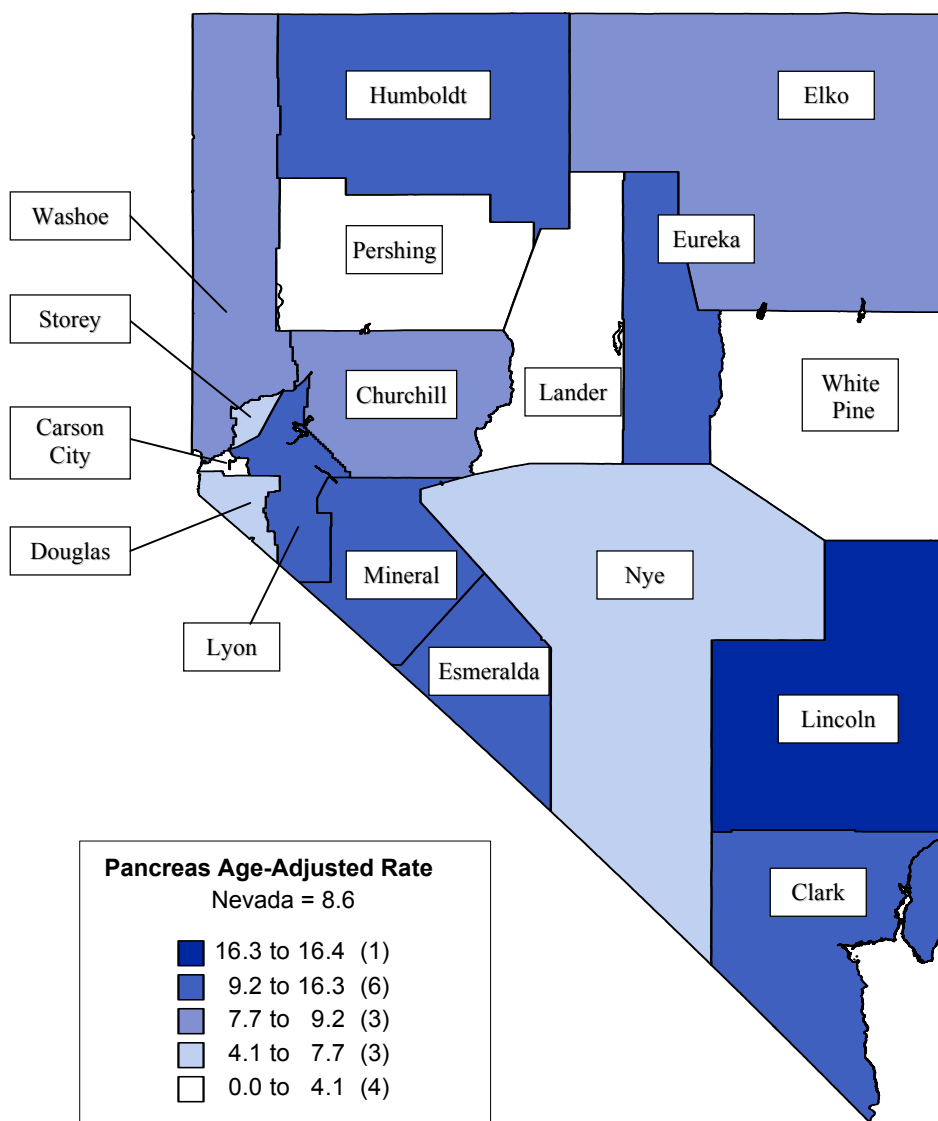 Humboldt
Elko
Washoe
Pershing
Eureka
Storey
Churchill
Lander
White
Pine
Carson
City
Douglas
Mineral
Nye
Lyon
Esmeralda
Lincoln
Clark
Pancreas Age-Adjusted Rate
Nevada = 8.6
16.3 to 16.4 (1)
9.2 to 16.3 (6)
7.7 to 9.2 (3)
4.1 to 7.7 (3)
0.0 to 4.1 (4)